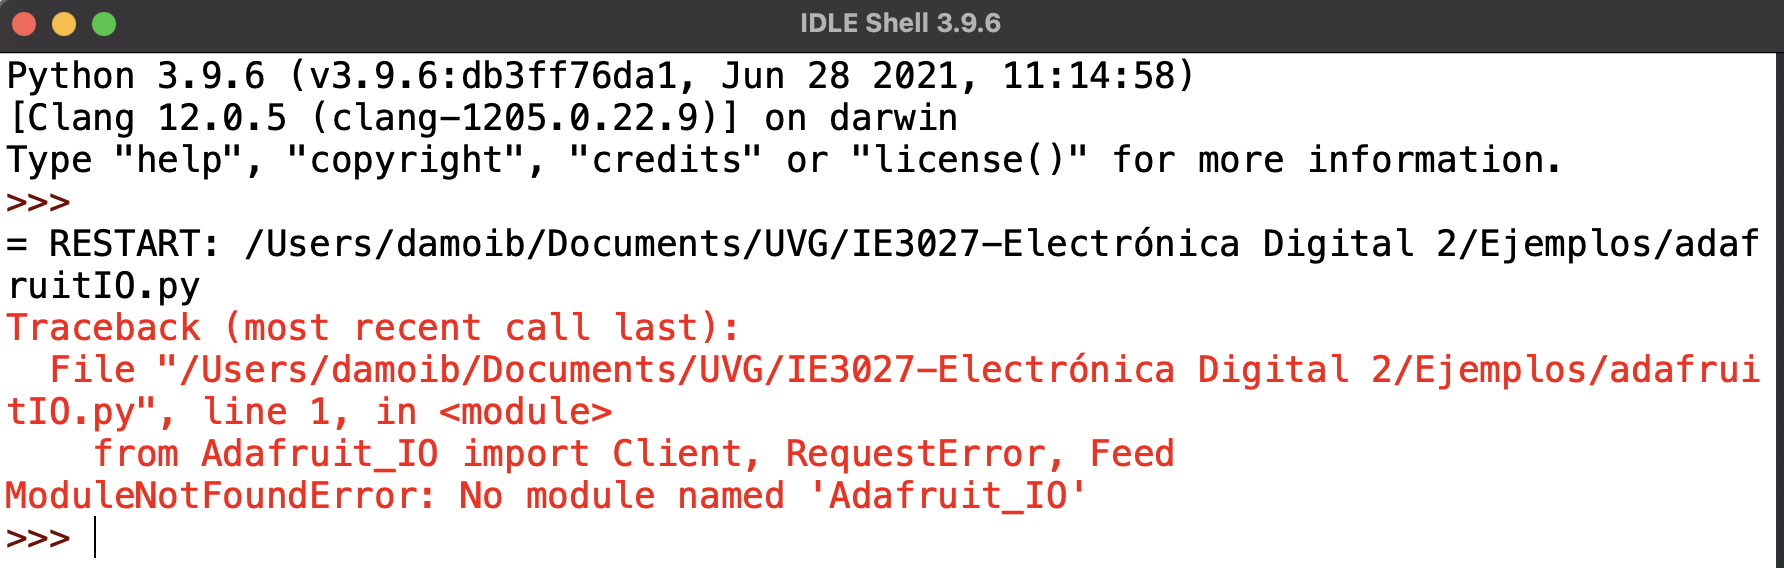 IDLE Shell 3.9.6
Python 3.9.6 (v3.9.6:db3ff76da1, Jun 28 2021, 11:14:58)
[Clang 12.0.5 (clang-1205.0.22.9)] on darwin
Type "help", "copyright", "credits" or "license()" for more information.
>>>
= RESTART: /Users/damoib/Documents/UVG/IE3027-Electrónica Digital 2/Ejemplos/adaf
ruitIO.py
Traceback (most recent call last):
  File "/Users/damoib/Documents/UVG/IE3027-Electrónica Digital 2/Ejemplos/adafrui
tIO.py", line 1, in <module>
    from Adafruit_IO import Client, RequestError, Feed
ModuleNotFoundError: No module named 'Adafruit_IO'
>>>